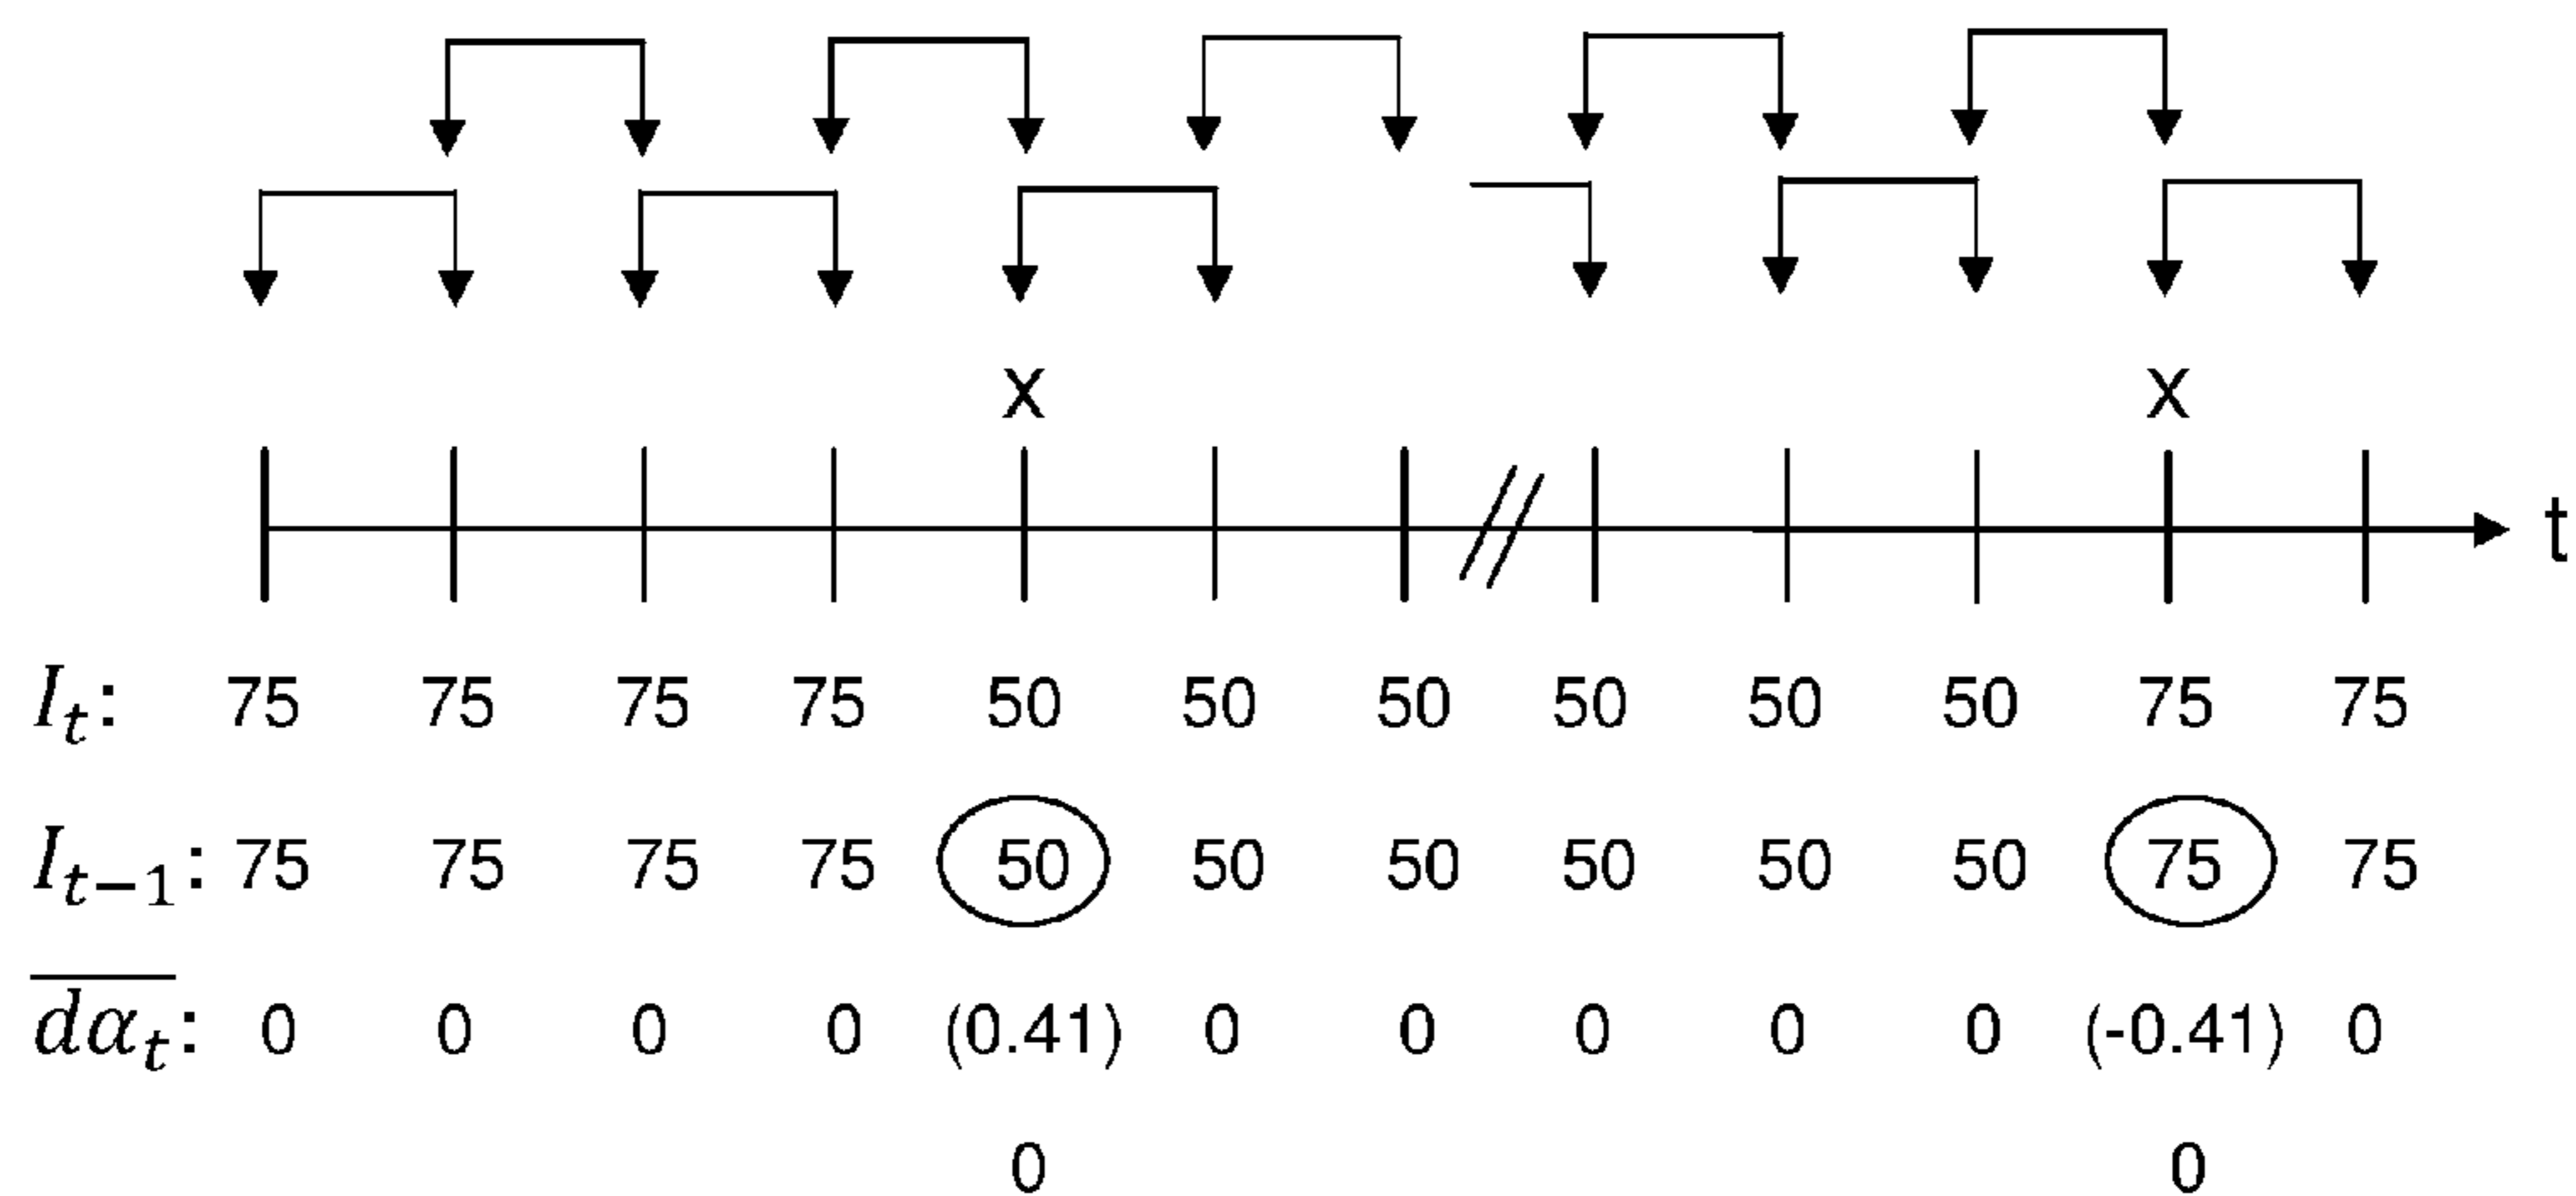 x x
t
I_t: 75 75 75 75 50 50 50 50 50 50 75 75
I_{t-1}: 75 75 75 75 50 50 50 50 50 50 75 75
\overline{dα_t}: 0 0 0 0 (0.41) 0 0 0 0 0 (-0.41) 0
0 0